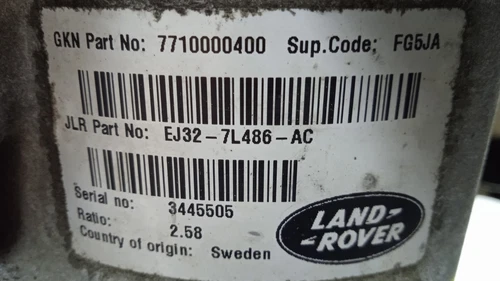 GKN Part No: 7710000400 Sup.Code: FG5JA
JLR Part No: EJ32-7L486-AC
Serial no: 3445505
Ratio: 2.58
Country of origin: Sweden
LAND-
-ROVER